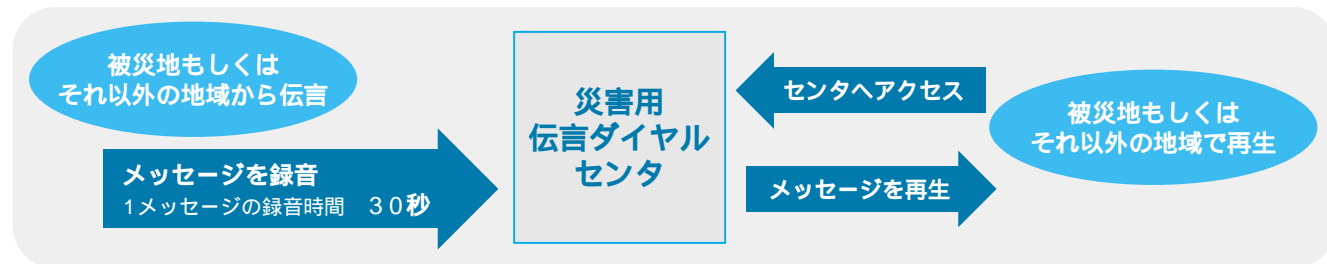 被災地もしくは
それ以外の地域から伝言
メッセージを録音
1メッセージの録音時間　３０秒
災害用
伝言ダイヤル
センタ
センタへアクセス
メッセージを再生
被災地もしくは
それ以外の地域で再生